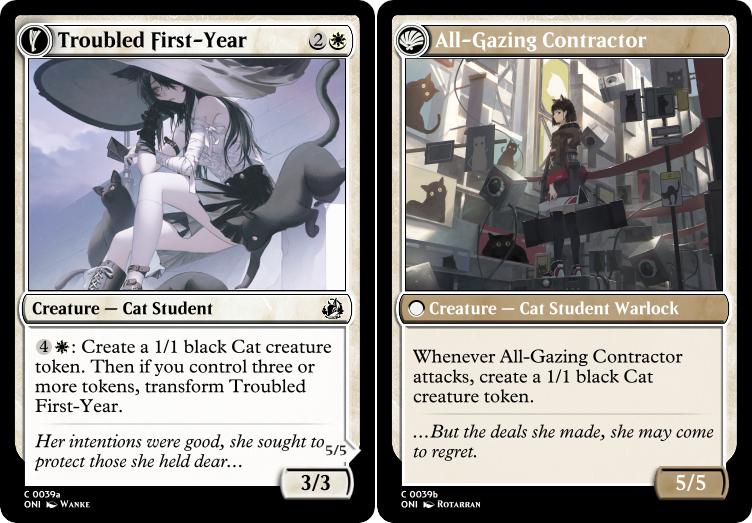 Troubled First-Year
2
Creature — Cat Student
4 : Create a 1/1 black Cat creature
token. Then if you control three or
more tokens, transform Troubled
First-Year.
Her intentions were good, she sought to
protect those she held dear…
5/5
3/3
C 0039a
ONI Wanke
All-Gazing Contractor
Creature — Cat Student Warlock
Whenever All-Gazing Contractor
attacks, create a 1/1 black Cat
creature token.
…But the deals she made, she may come
to regret.
5/5
C 0039b
ONI Rotarran